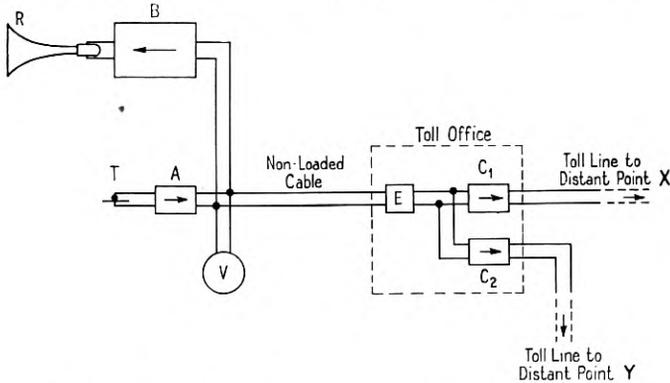 R
B
Toll Office
T
A
Non-Loaded
Cable
E
C1
Toll Line to
Distant Point X
V
C2
Toll Line to
Distant Point Y